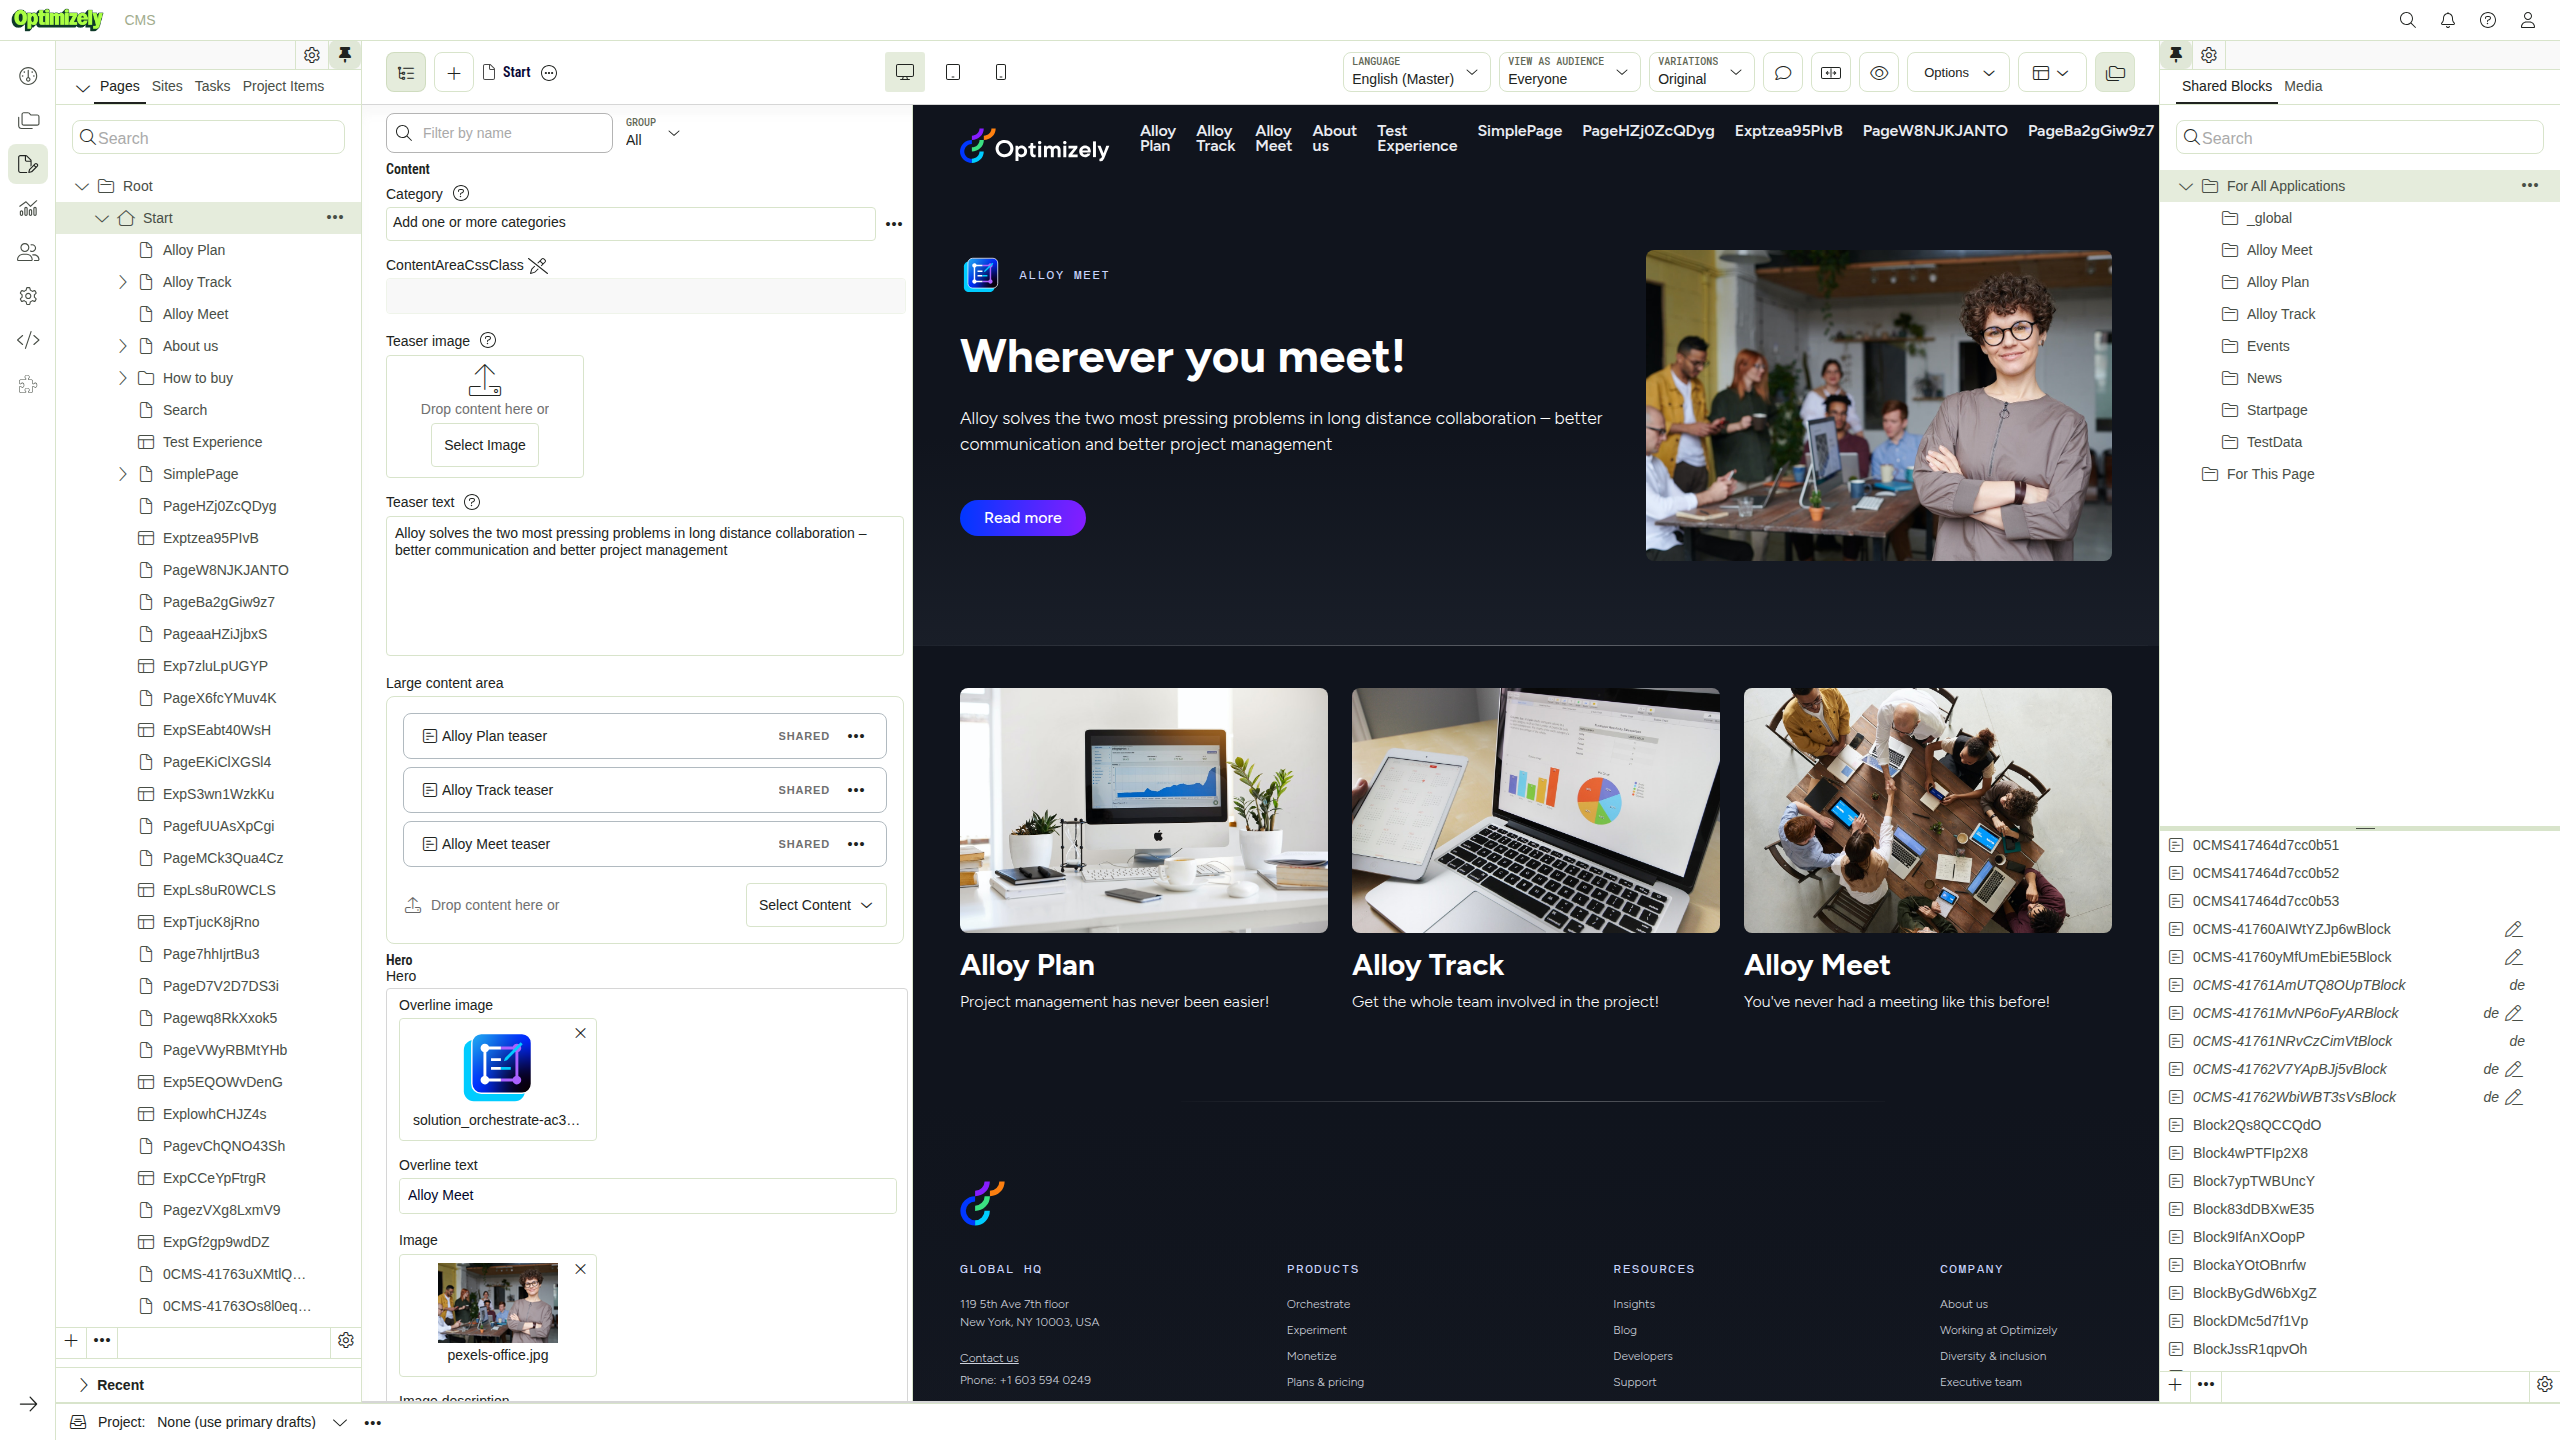 Optimizely
CMS
Pages
Sites
Tasks
Project Items
Search
Root
Start
Alloy Plan
Alloy Track
Alloy Meet
About us
How to buy
Search
Test Experience
SimplePage
PageHZj0ZcQDyg
Exptzea95PIvB
PageW8NJKJANTO
PageBa2gGiw9z7
PageaaHZiJjbxS
Exp7zluLpUGYP
PageX6fcYMuv4K
ExpSEabt40WsH
PageEKiClXGSl4
ExpS3wn1WzkKu
PagefUUAsXpCgi
PageMCk3Qua4Cz
ExpLs8uR0WCLS
ExpTjucK8jRno
Page7hhIjrtBu3
PageD7V2D7DS3i
Pagewq8RkXxok5
PageVWyRBMtYHb
Exp5EQOWvDenG
ExplowhCHJZ4s
PagevChQNO43Sh
ExpCCeYpFtrgR
PagezVXg8LxmV9
ExpGf2gp9wdDZ
0CMS-41763uXMtlQ…
0CMS-41763Os8l0eq…
Recent
Project: None (use primary drafts)
Start
LANGUAGE
English (Master)
VIEW AS AUDIENCE
Everyone
VARIATIONS
Original
Options
Filter by name
GROUP
All
Content
Category
Add one or more categories
ContentAreaCssClass
Teaser image
Drop content here or
Select Image
Teaser text
Alloy solves the two most pressing problems in long distance collaboration –
better communication and better project management
Large content area
Alloy Plan teaser SHARED
Alloy Track teaser SHARED
Alloy Meet teaser SHARED
Drop content here or
Select Content
Hero
Hero
Overline image
solution_orchestrate-ac3…
Overline text
Alloy Meet
Image
pexels-office.jpg
Image description
Optimizely
Alloy
Plan
Alloy
Track
Alloy
Meet
About
us
Test
Experience
SimplePage
PageHZj0ZcQDyg
Exptzea95PIvB
PageW8NJKJANTO
PageBa2gGiw9z7
ALLOY MEET
Wherever you meet!
Alloy solves the two most pressing problems in long distance collaboration – better
communication and better project management
Read more
Alloy Plan
Project management has never been easier!
Alloy Track
Get the whole team involved in the project!
Alloy Meet
You've never had a meeting like this before!
GLOBAL HQ
119 5th Ave 7th floor
New York, NY 10003, USA
Contact us
Phone: +1 603 594 0249
PRODUCTS
Orchestrate
Experiment
Monetize
Plans & pricing
RESOURCES
Insights
Blog
Developers
Support
COMPANY
About us
Working at Optimizely
Diversity & inclusion
Executive team
Shared Blocks
Media
Search
For All Applications
_global
Alloy Meet
Alloy Plan
Alloy Track
Events
News
Startpage
TestData
For This Page
0CMS417464d7cc0b51
0CMS417464d7cc0b52
0CMS417464d7cc0b53
0CMS-41760AlWtYZJp6wBlock
0CMS-41760yMfUmEbiE5Block
0CMS-41761AmUTQ8OUpTBlock de
0CMS-41761MvNP6oFyARBlock de
0CMS-41761NRvCzCimVtBlock de
0CMS-41762V7YApBJj5vBlock de
0CMS-41762WbiWBT3sVsBlock de
Block2Qs8QCCQdO
Block4wPTFIp2X8
Block7ypTWBUncY
Block83dDBXwE35
Block9IfAnXOopP
BlockaYOtOBnrfw
BlockByGdW6bXgZ
BlockDMc5d7f1Vp
BlockJssR1qpvOh